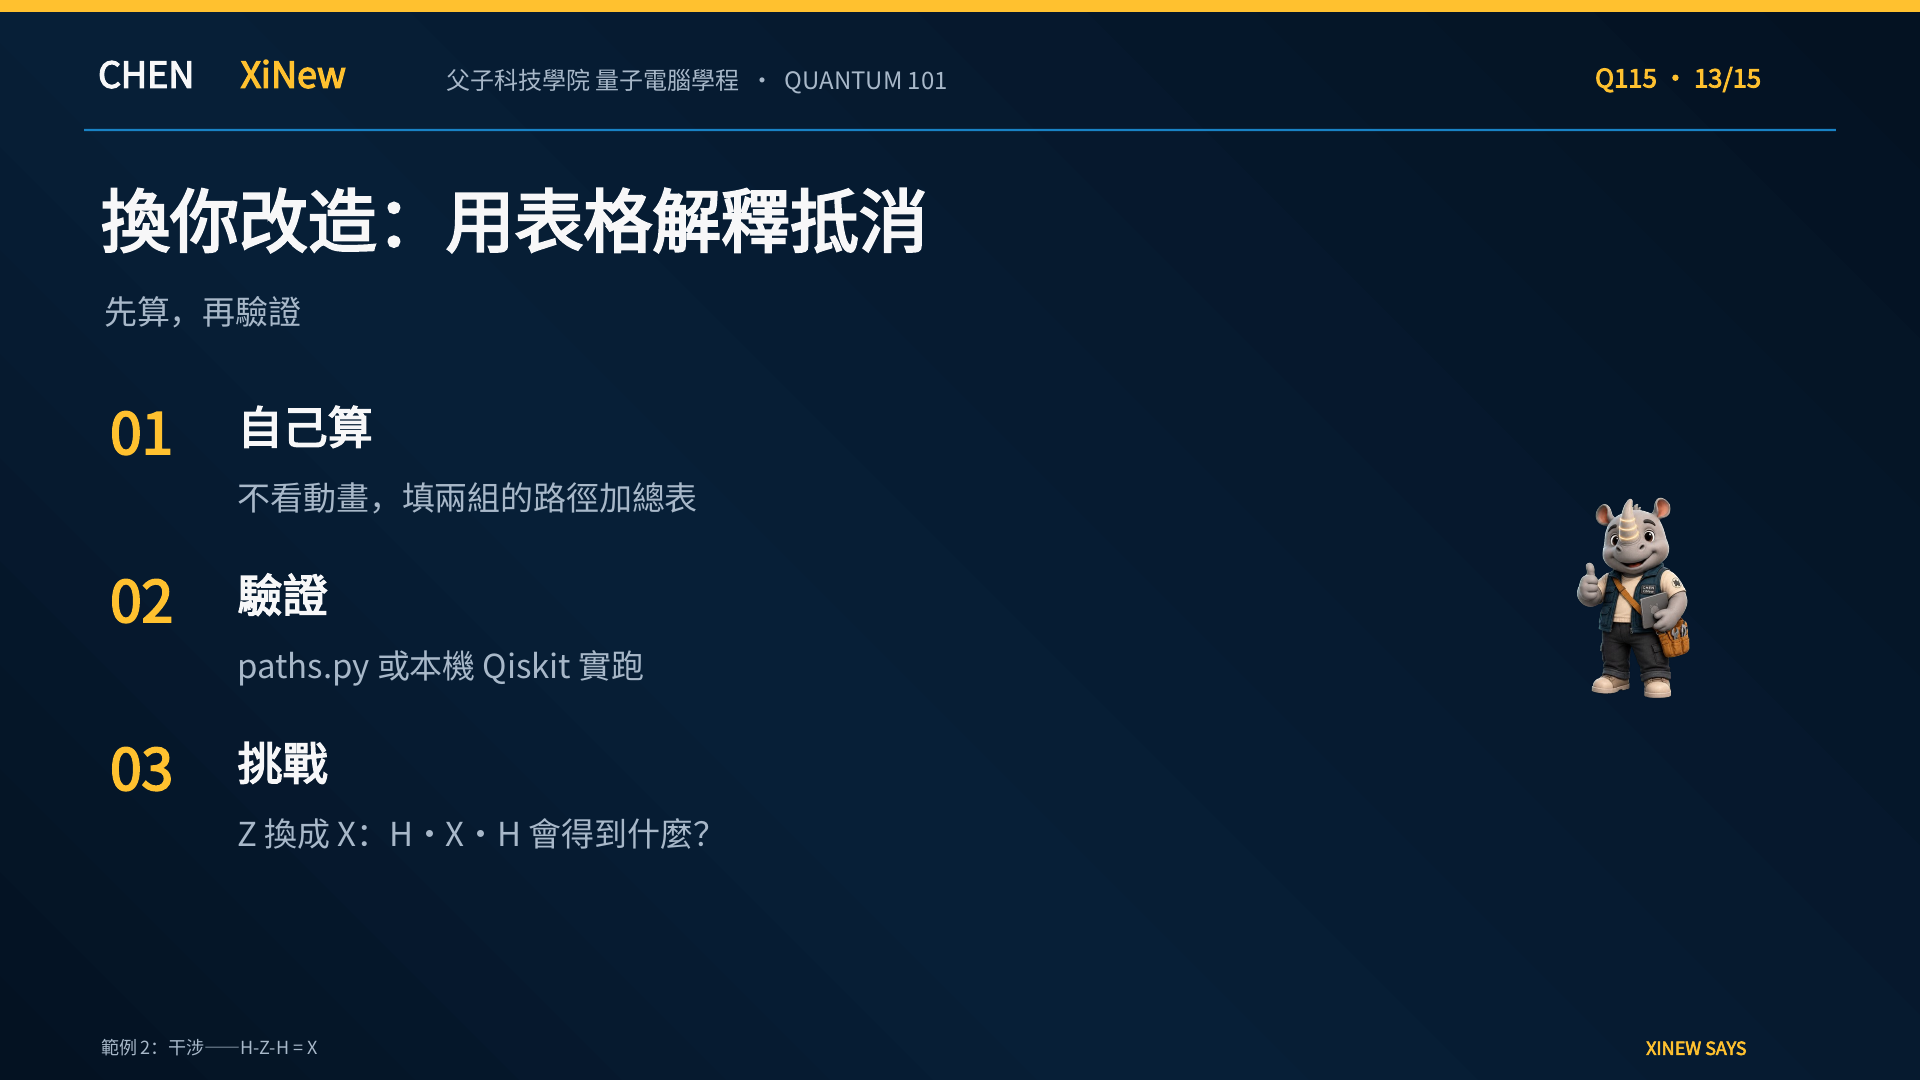 CHEN XiNew 父子科技學院 量子電腦學程 · QUANTUM 101 Q115 · 13/15
換你改造：用表格解釋抵消
先算，再驗證
01 自己算
不看動畫，填兩組的路徑加總表
02 驗證
paths.py 或本機 Qiskit 實跑
03 挑戰
Z 換成 X：H·X·H 會得到什麼？
範例 2：干涉——H-Z-H = X XINEW SAYS